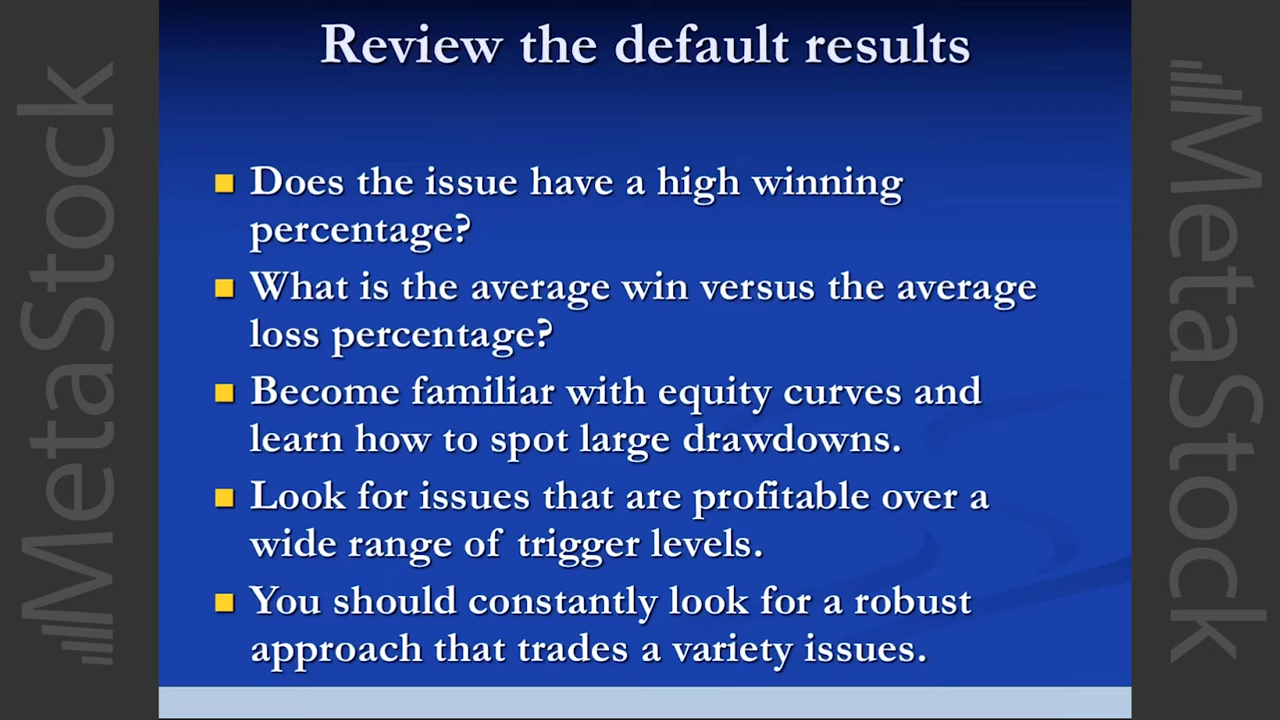 Review the default results
Does the issue have a high winning
percentage?
What is the average win versus the average
loss percentage?
Become familiar with equity curves and
learn how to spot large drawdowns.
Look for issues that are profitable over a
wide range of trigger levels.
You should constantly look for a robust
approach that trades a variety issues.
MetaStock
MetaStock